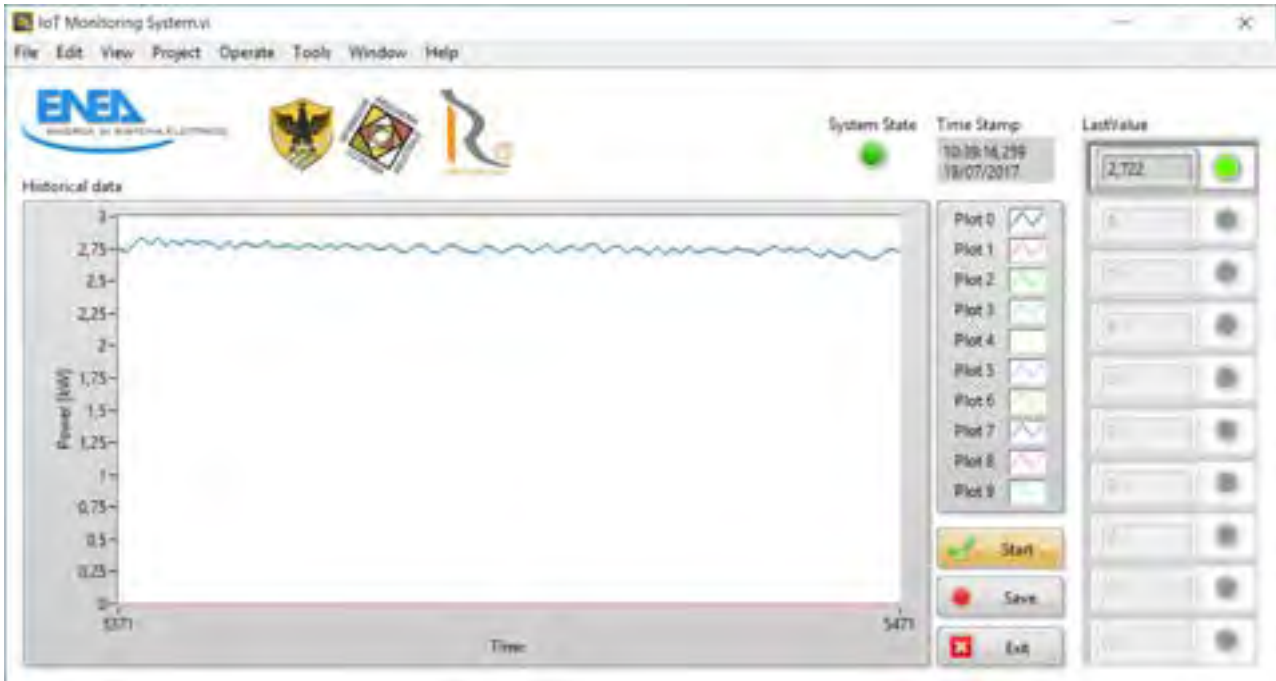 IoT Monitoring System.vi
File Edit View Project Operate Tools Window Help
ENEA
System State
Time Stamp
LastValue
10:39:16,259
19/07/2017
2,722
Historical data
3
2,75
2,5
2,25
2
1,75
1,5
1,25
1
0,75
0,5
0,25
0
Power [kW]
5371
5471
Time
Plot 0
Plot 1
Plot 2
Plot 3
Plot 4
Plot 5
Plot 6
Plot 7
Plot 8
Plot 9
Start
Save
Exit